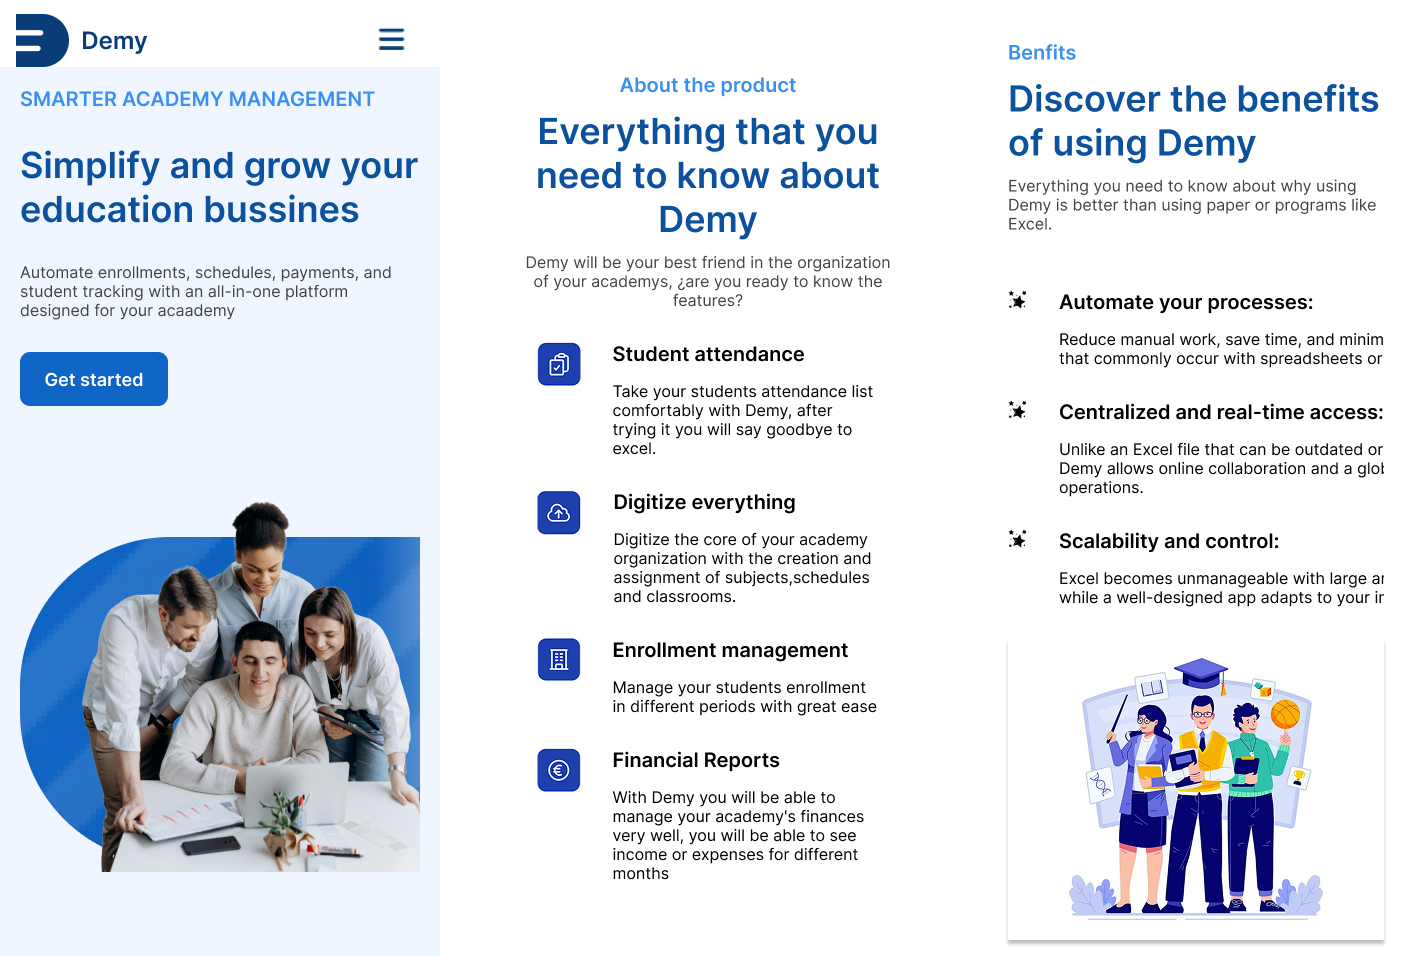 Demy
SMARTER ACADEMY MANAGEMENT
Simplify and grow your
education bussines
Automate enrollments, schedules, payments, and
student tracking with an all-in-one platform
designed for your acaademy
Get started
About the product
Everything that you
need to know about
Demy
Demy will be your best friend in the organization
of your academys, ¿are you ready to know the
features?
Student attendance
Take your students attendance list
comfortably with Demy, after
trying it you will say goodbye to
excel.
Digitize everything
Digitize the core of your academy
organization with the creation and
assignment of subjects,schedules
and classrooms.
Enrollment management
Manage your students enrollment
in different periods with great ease
Financial Reports
With Demy you will be able to
manage your academy's finances
very well, you will be able to see
income or expenses for different
months
Benfits
Discover the benefits
of using Demy
Everything you need to know about why using
Demy is better than using paper or programs like
Excel.
Automate your processes:
Reduce manual work, save time, and minim
that commonly occur with spreadsheets or
Centralized and real-time access:
Unlike an Excel file that can be outdated or
Demy allows online collaboration and a glob
operations.
Scalability and control:
Excel becomes unmanageable with large
while a well-designed app adapts to your